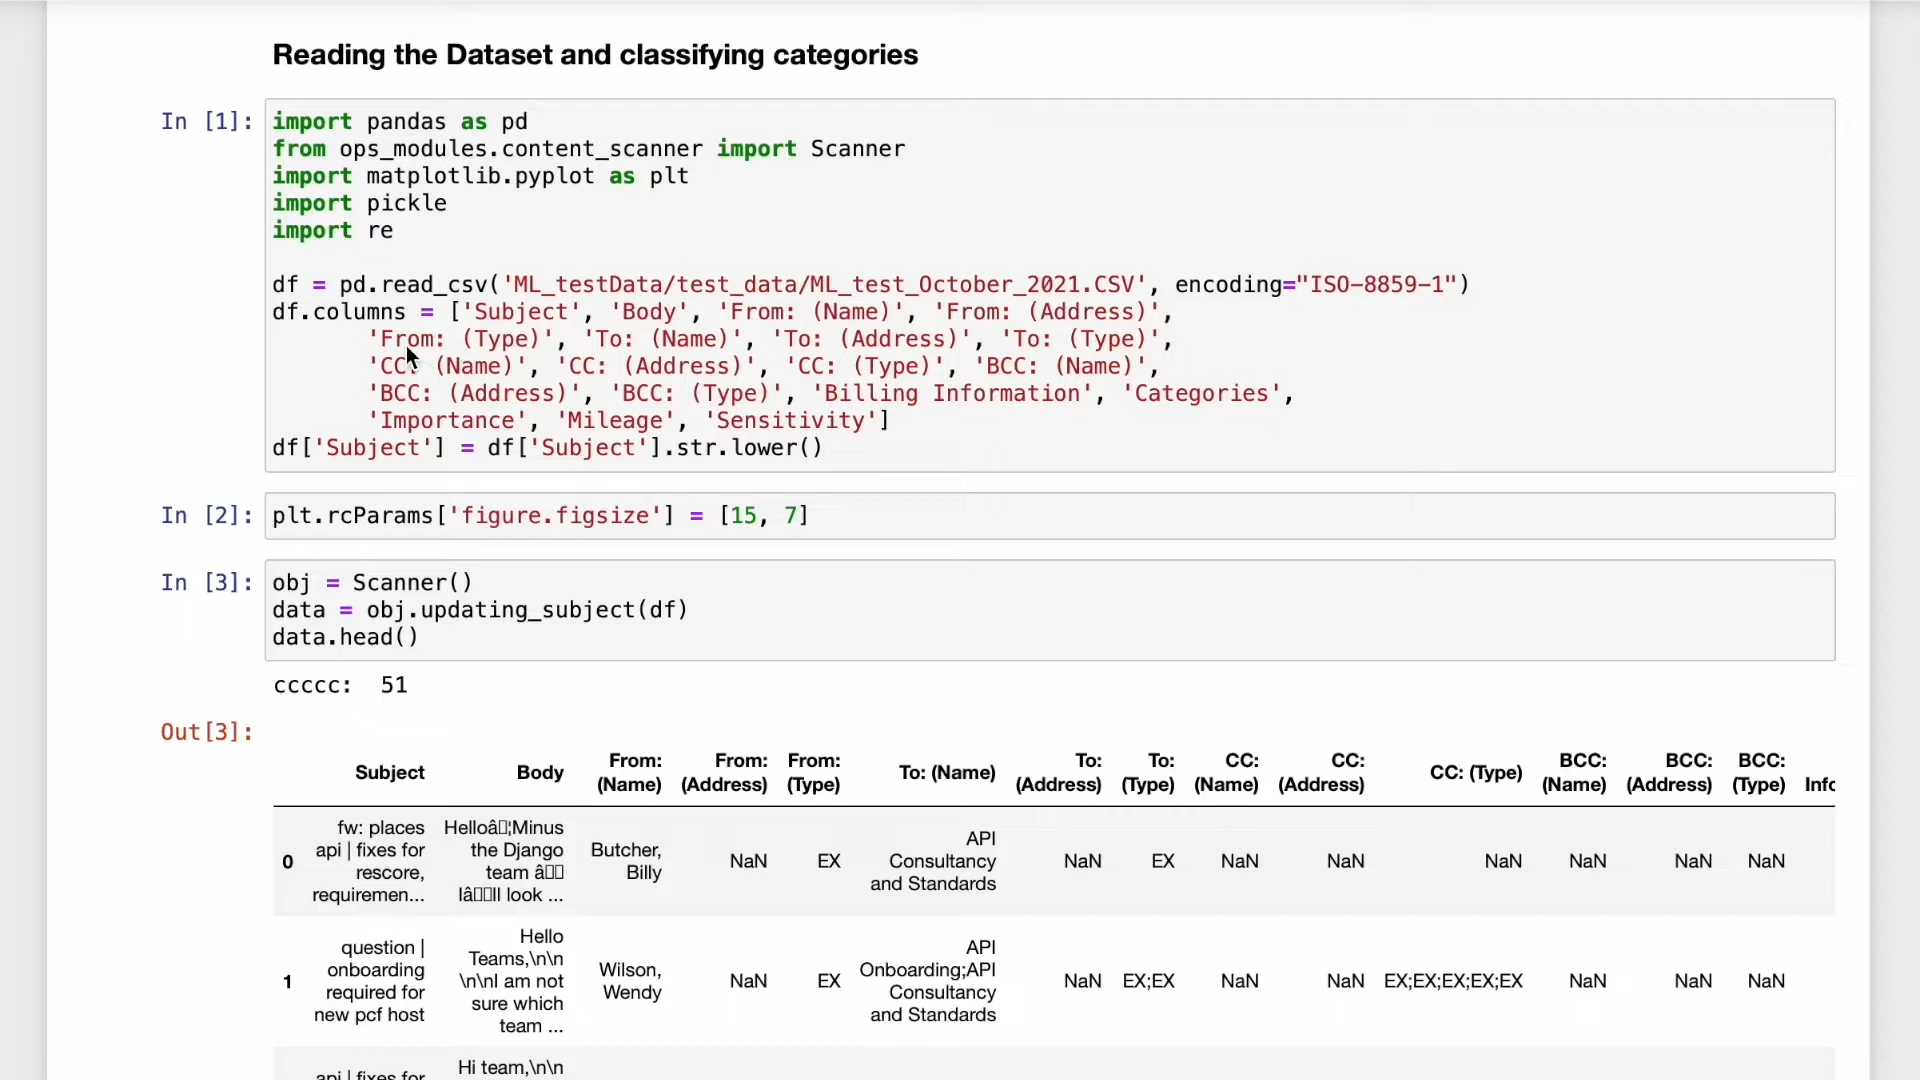 Reading the Dataset and classifying categories
In [1]:
import pandas as pd
from ops_modules.content_scanner import Scanner
import matplotlib.pyplot as plt
import pickle
import re
df = pd.read_csv('ML_testData/test_data/ML_test_October_2021.CSV', encoding="ISO-8859-1")
df.columns = ['Subject', 'Body', 'From: (Name)', 'From: (Address)',
'From: (Type)', 'To: (Name)', 'To: (Address)', 'To: (Type)',
'CC: (Name)', 'CC: (Address)', 'CC: (Type)', 'BCC: (Name)',
'BCC: (Address)', 'BCC: (Type)', 'Billing Information', 'Categories',
'Importance', 'Mileage', 'Sensitivity']
df['Subject'] = df['Subject'].str.lower()
In [2]: plt.rcParams['figure.figsize'] = [15, 7]
In [3]: obj = Scanner()
data = obj.updating_subject(df)
data.head()
ccccc: 51
Out[3]:
Subject Body From: (Name) From: (Address) From: (Type) To: (Name) To: (Address) To: (Type) CC: (Name) CC: (Address) CC: (Type) BCC: (Name) BCC: (Address) BCC: (Type)
0
fw: places
api | fixes for
rescore,
requiremen...
Helloâ▯▯¦Minus
the Django
team â▯▯
lâ▯▯ll look ...
Butcher,
Billy
NaN
EX
API
Consultancy
and Standards
NaN EX NaN NaN NaN NaN NaN NaN
1
question |
onboarding
required for
new pcf host
Hello
Teams,\n\n
\n\nI am not
sure which
team ...
Wilson,
Wendy
NaN
EX
API
Onboarding;API
Consultancy
and Standards
NaN EX;EX NaN NaN EX;EX;EX;EX;EX NaN NaN NaN
api | fixes for
Hi team,\n\n